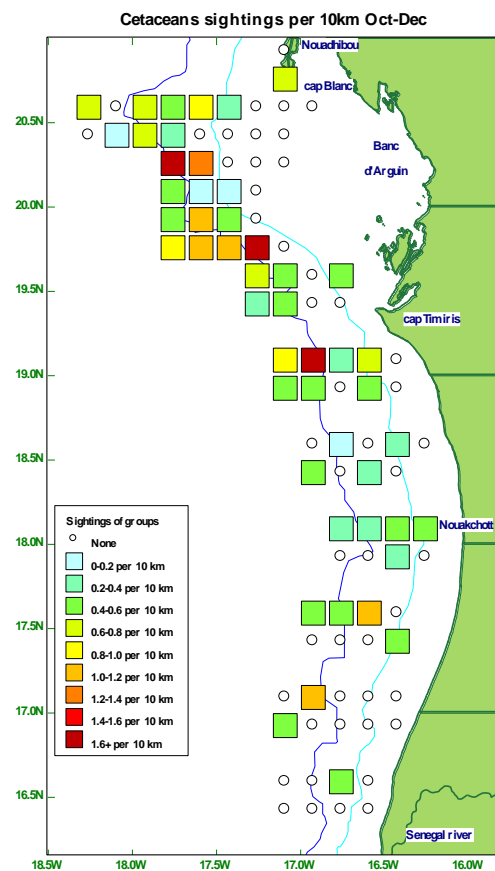 Cetaceans sightings per 10km Oct-Dec
Nouadhibou
cap Blanc
20.5N
Banc
d'Arguin
20.0N
19.5N
cap Timiris
19.0N
18.5N
Sightings of groups
None
0-0.2 per 10 km
0.2-0.4 per 10 km
0.4-0.6 per 10 km
0.6-0.8 per 10 km
0.8-1.0 per 10 km
1.0-1.2 per 10 km
1.2-1.4 per 10 km
1.4-1.6 per 10 km
1.6+ per 10 km
Nouakchott
18.0N
17.5N
17.0N
16.5N
Senegal river
18.5W 18.0W 17.5W 17.0W 16.5W 16.0W